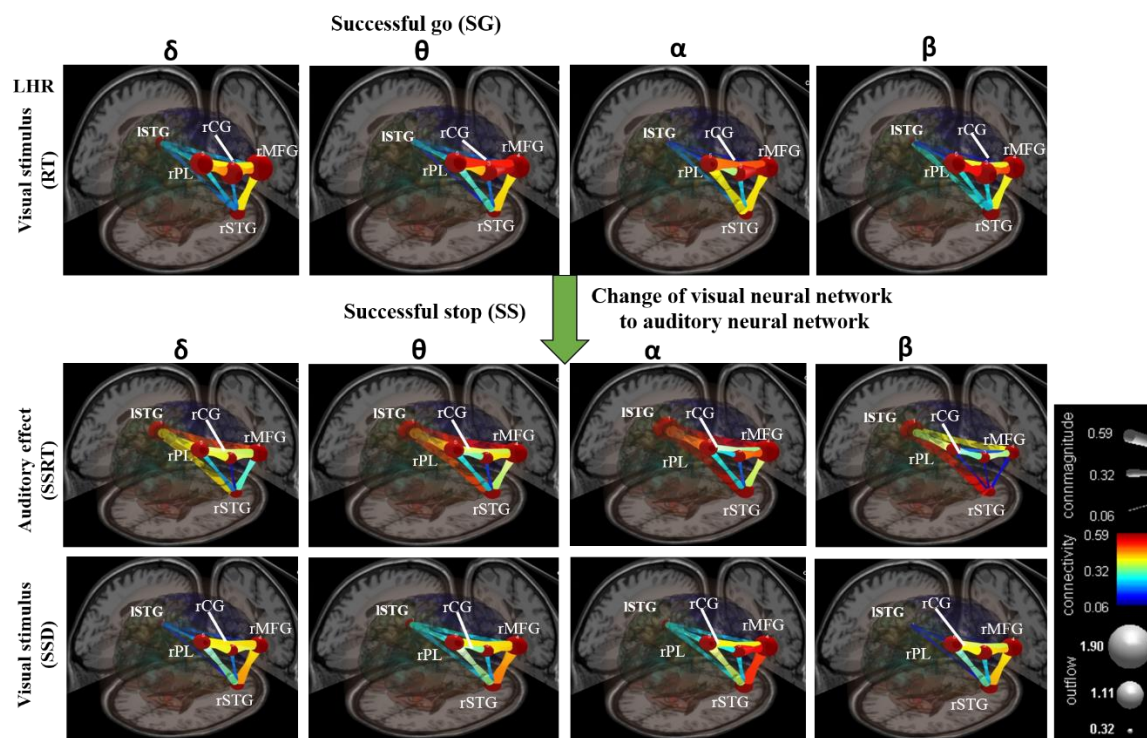 Successful go (SG)
δ θ α β
LHR
Visual stimulus
(RT)
lSTG rCG rMFG rPL rSTG
lSTG rCG rMFG rPL rSTG
lSTG rCG rMFG rPL rSTG
lSTG rCG rMFG rPL rSTG
Successful stop (SS)
Change of visual neural network
to auditory neural network
δ θ α β
Auditory effect
(SSRT)
lSTG rCG rMFG rPL rSTG
lSTG rCG rMFG rPL rSTG
lSTG rCG rMFG rPL rSTG
lSTG rCG rMFG rPL rSTG
Visual stimulus
(SSD)
lSTG rCG rMFG rPL rSTG
lSTG rCG rMFG rPL rSTG
lSTG rCG rMFG rPL rSTG
lSTG rCG rMFG rPL rSTG
connmagnitude
0.59
0.32
0.06
connectivity
0.59
0.32
0.06
outflow
1.90
1.11
0.32